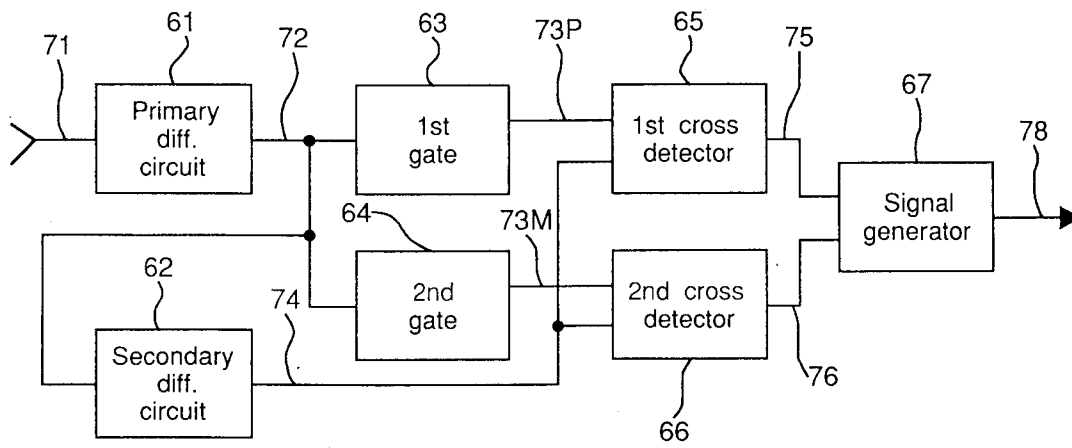 61
63
73P
65
75
71
72
67
Primary
diff.
circuit
1st
gate
1st cross
detector
78
Signal
generator
64
73M
62
74
2nd
gate
2nd cross
detector
Secondary
diff.
circuit
76
66